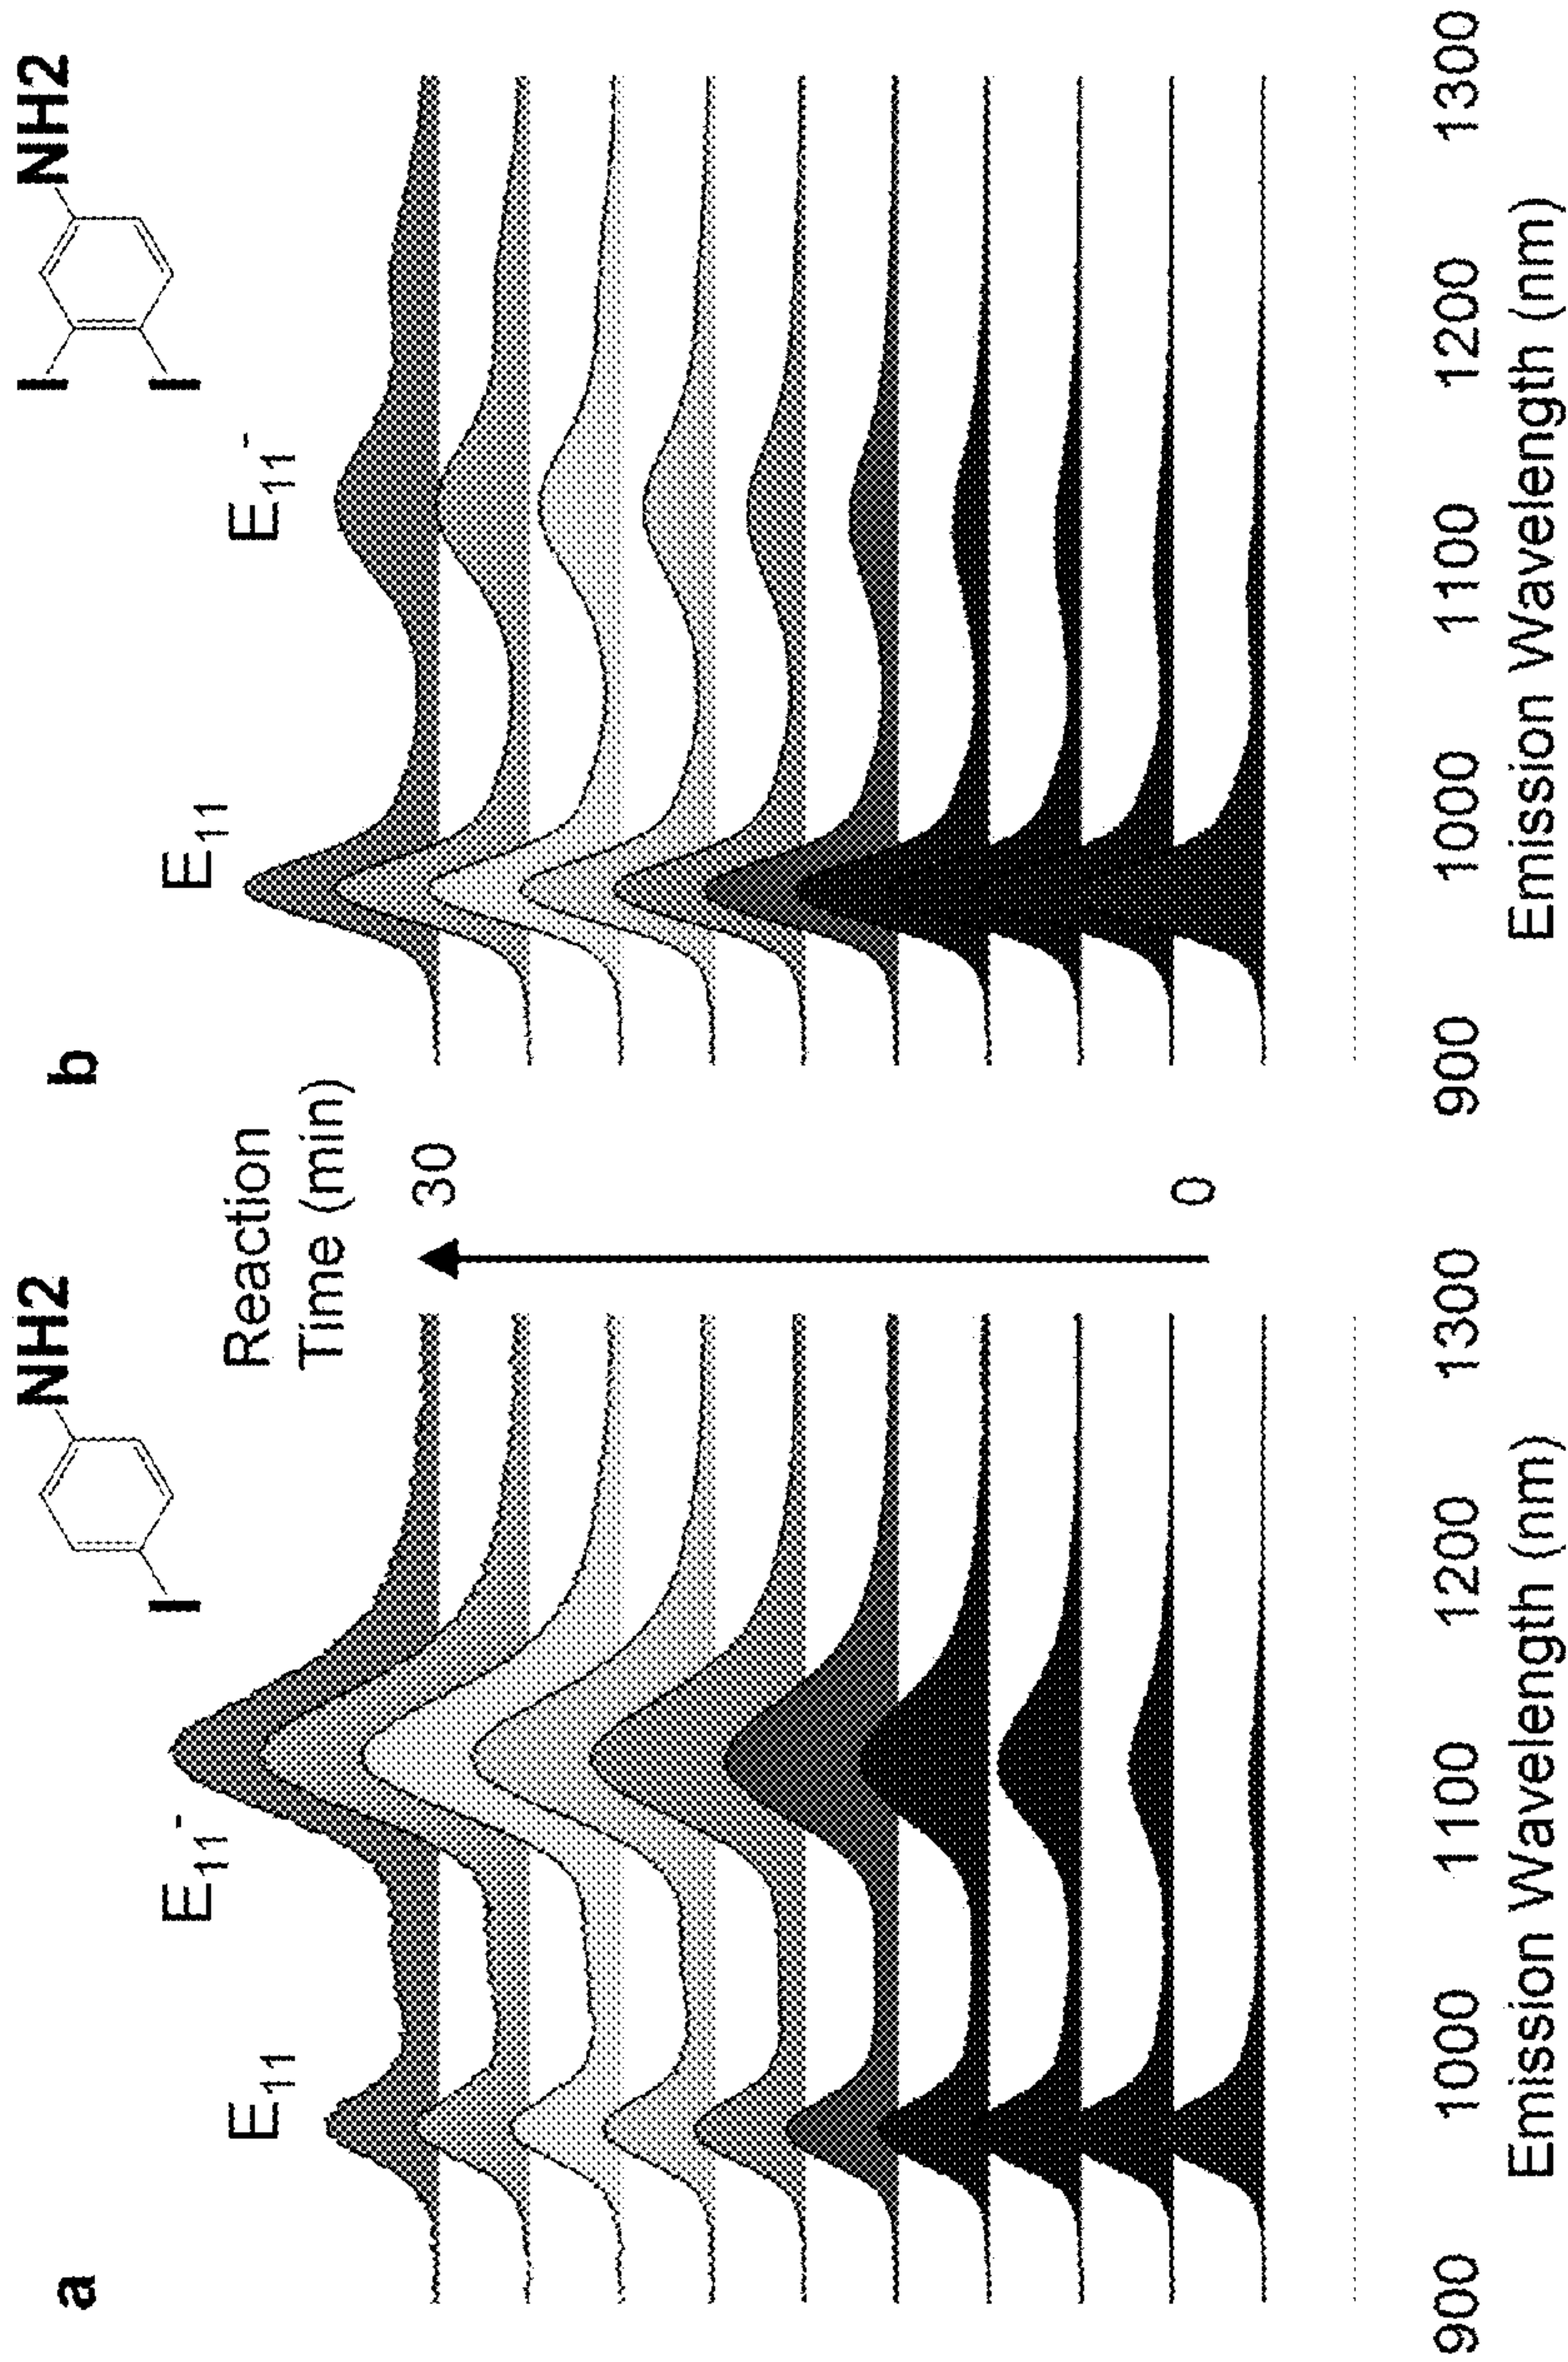 a
I
NH2
E11
E11-
Reaction
Time (min)
30
0
900 1000 1100 1200 1300
Emission Wavelength (nm)
b
I
I
NH2
E11
E11-
900 1000 1100 1200 1300
Emission Wavelength (nm)